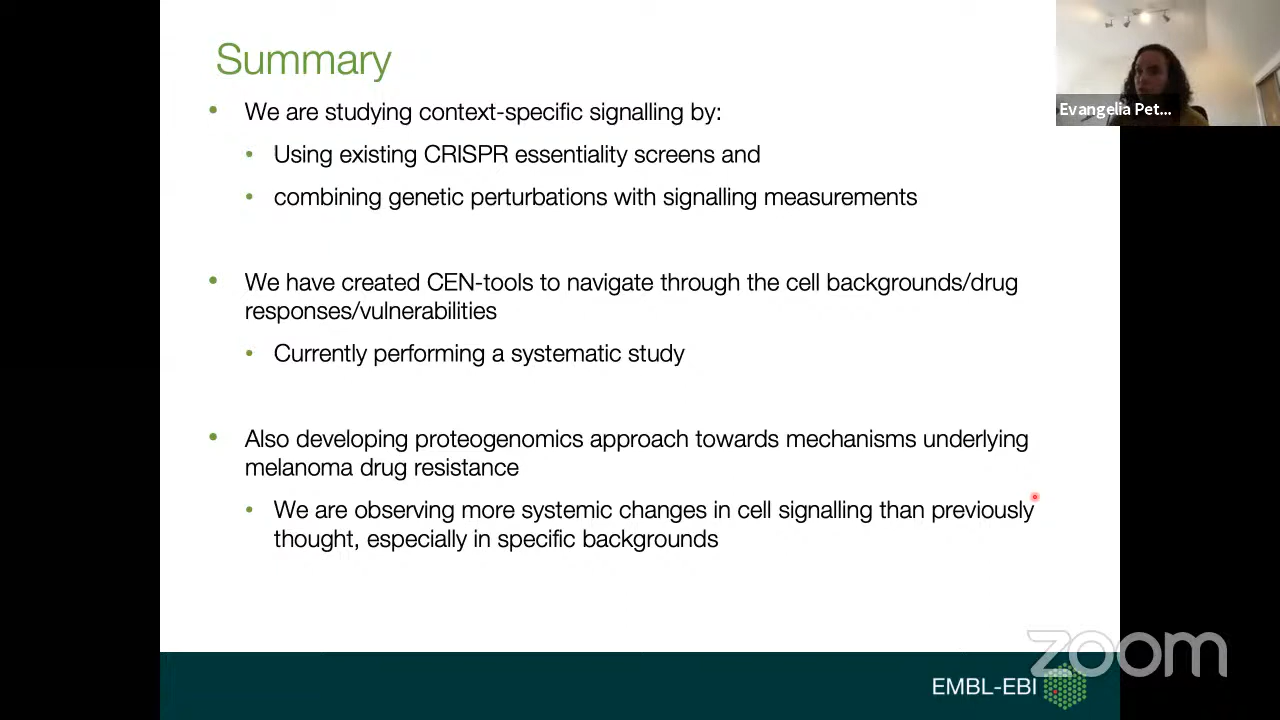 Summary
• We are studying context-specific signalling by:
• Using existing CRISPR essentiality screens and
• combining genetic perturbations with signalling measurements
• We have created CEN-tools to navigate through the cell backgrounds/drug
responses/vulnerabilities
• Currently performing a systematic study
• Also developing proteogenomics approach towards mechanisms underlying
melanoma drug resistance
• We are observing more systemic changes in cell signalling than previously
thought, especially in specific backgrounds
Evangelia Pet...
zoom
EMBL-EBI